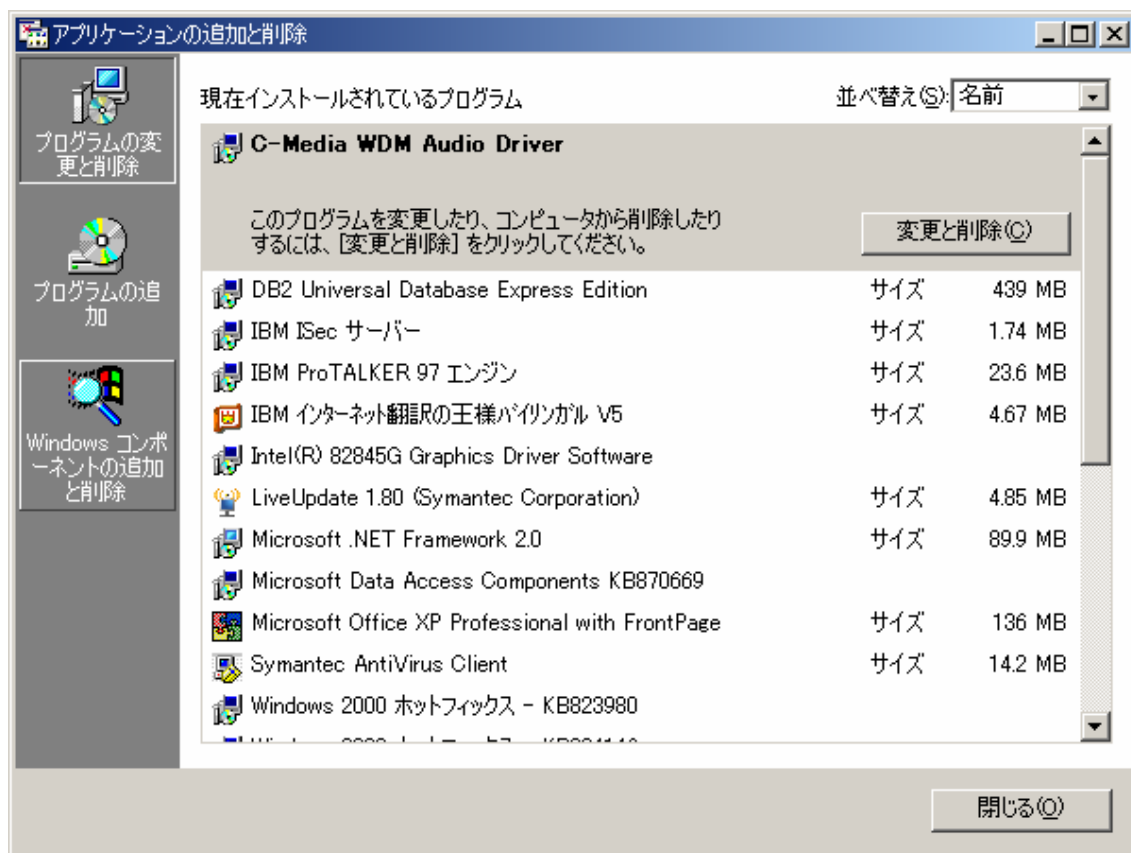 アプリケーションの追加と削除
プログラムの変
更と削除
プログラムの追
加
Windows コンポ
ーネントの追加
と削除
現在インストールされているプログラム
並べ替え(S): 名前
C-Media WDM Audio Driver
このプログラムを変更したり、コンピュータから削除したり
するには、[変更と削除] をクリックしてください。
変更と削除(C)
DB2 Universal Database Express Edition サイズ 439 MB
IBM ISec サーバー サイズ 1.74 MB
IBM ProTALKER 97 エンジン サイズ 23.6 MB
IBM インターネット翻訳の王様バイリンガル V5 サイズ 4.67 MB
Intel(R) 82845G Graphics Driver Software
LiveUpdate 1.80 (Symantec Corporation) サイズ 4.85 MB
Microsoft .NET Framework 2.0 サイズ 89.9 MB
Microsoft Data Access Components KB870669
Microsoft Office XP Professional with FrontPage サイズ 136 MB
Symantec AntiVirus Client サイズ 14.2 MB
Windows 2000 ホットフィックス - KB823980
閉じる(O)